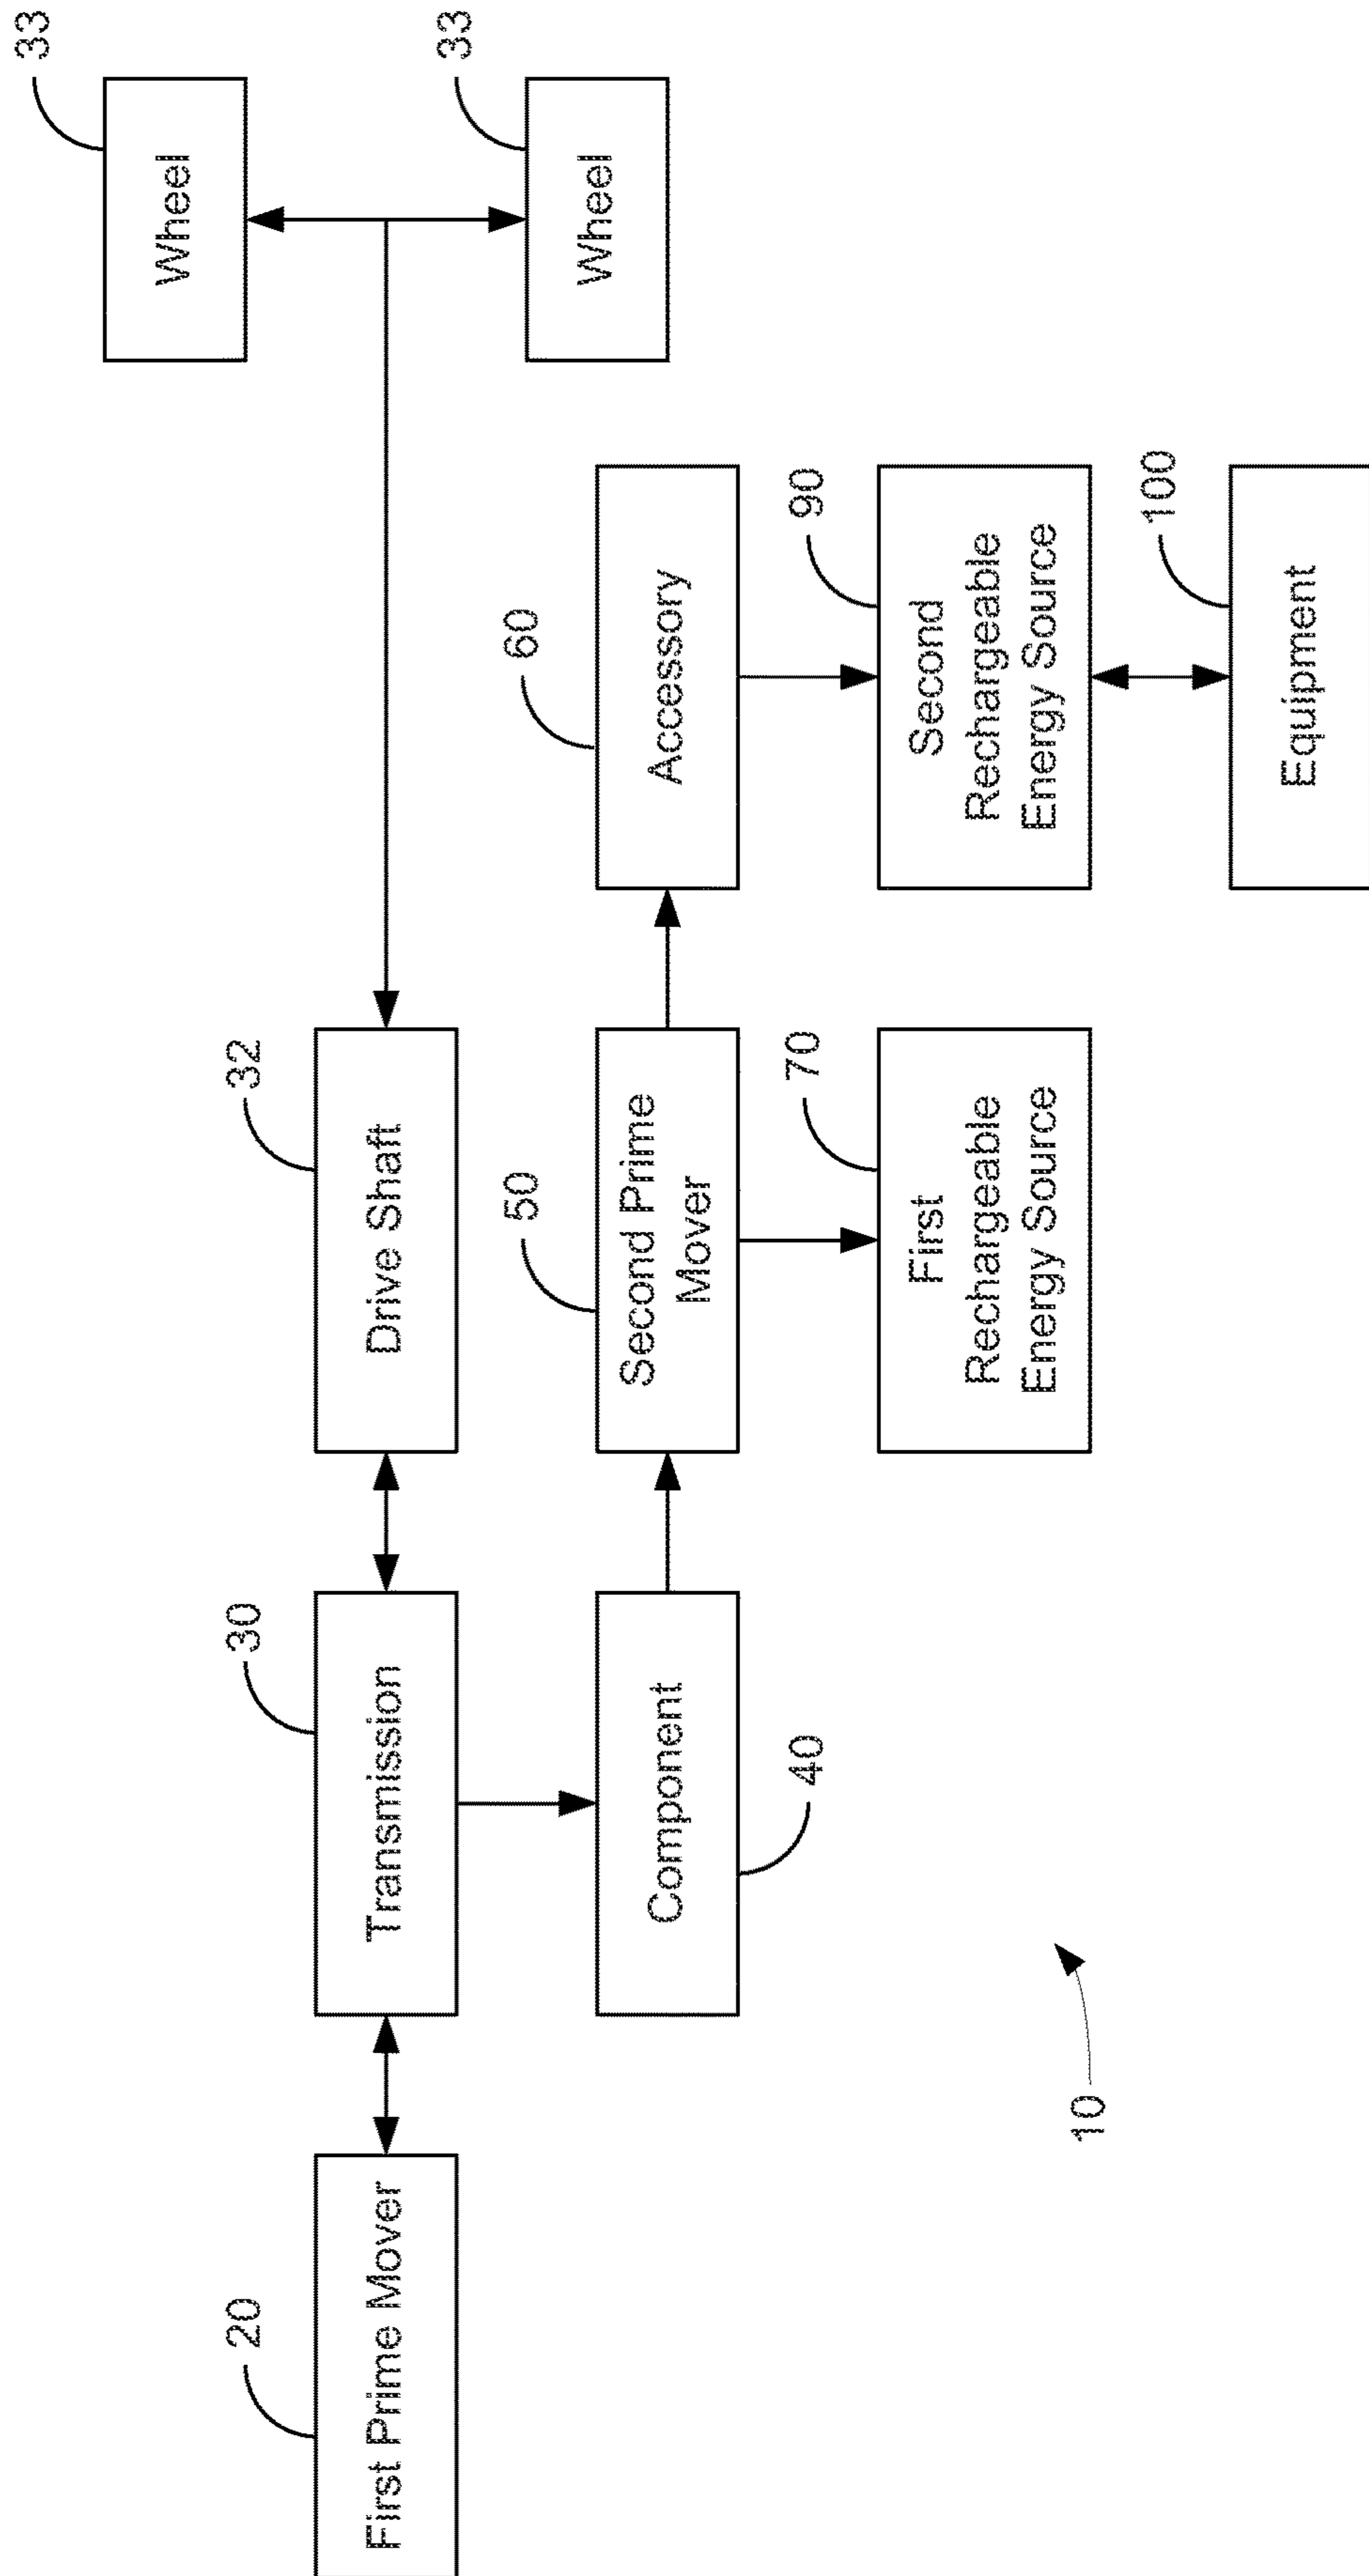 33
Wheel
33
Wheel
20
First Prime Mover
30
Transmission
32
Drive Shaft
Component
40
50
Second Prime
Mover
60
Accessory
70
First
Rechargeable
Energy Source
90
Second
Rechargeable
Energy Source
100
Equipment
10